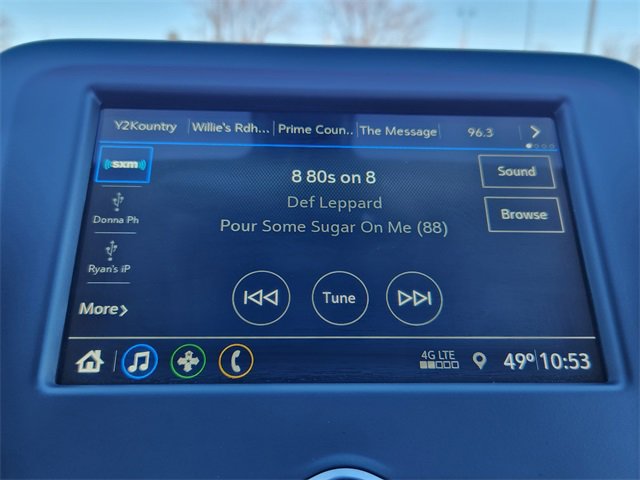 Y2Kountry Willie's Rdh... Prime Coun.. The Message 96.3
sxm
8 80s on 8
Sound
Def Leppard
Donna Ph
Browse
Pour Some Sugar On Me (88)
Ryan's iP
Tune
More
4G LTE
49° 10:53